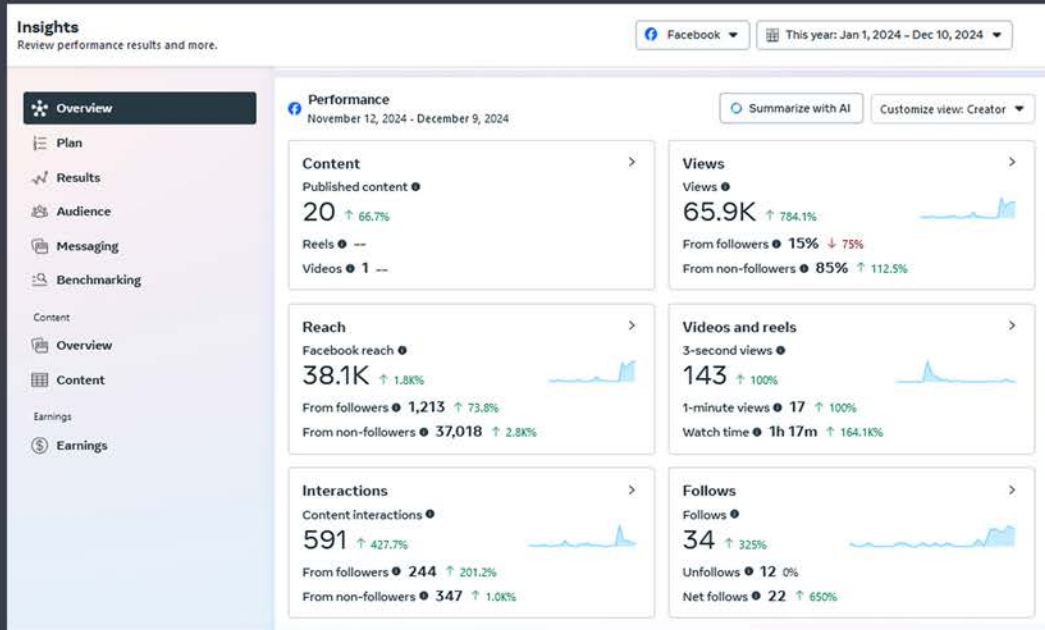 Insights
Review performance results and more.
Facebook
This year: Jan 1, 2024 – Dec 10, 2024
Overview
Plan
Results
Audience
Messaging
Benchmarking
Content
Overview
Content
Earnings
Earnings
Performance
November 12, 2024 - December 9, 2024
Summarize with AI
Customize view: Creator
Content
Published content
20 ↑ 66.7%
Reels --
Videos 1 --
Views
Views
65.9K ↑ 784.1%
From followers 15% ↓ 75%
From non-followers 85% ↑ 112.5%
Reach
Facebook reach
38.1K ↑ 1.8K%
From followers 1,213 ↑ 73.8%
From non-followers 37,018 ↑ 2.8K%
Videos and reels
3-second views
143 ↑ 100%
1-minute views 17 ↑ 100%
Watch time 1h 17m ↑ 164.1K%
Interactions
Content interactions
591 ↑ 427.7%
From followers 244 ↑ 201.2%
From non-followers 347 ↑ 1.0K%
Follows
Follows
34 ↑ 325%
Unfollows 12 0%
Net follows 22 ↑ 650%